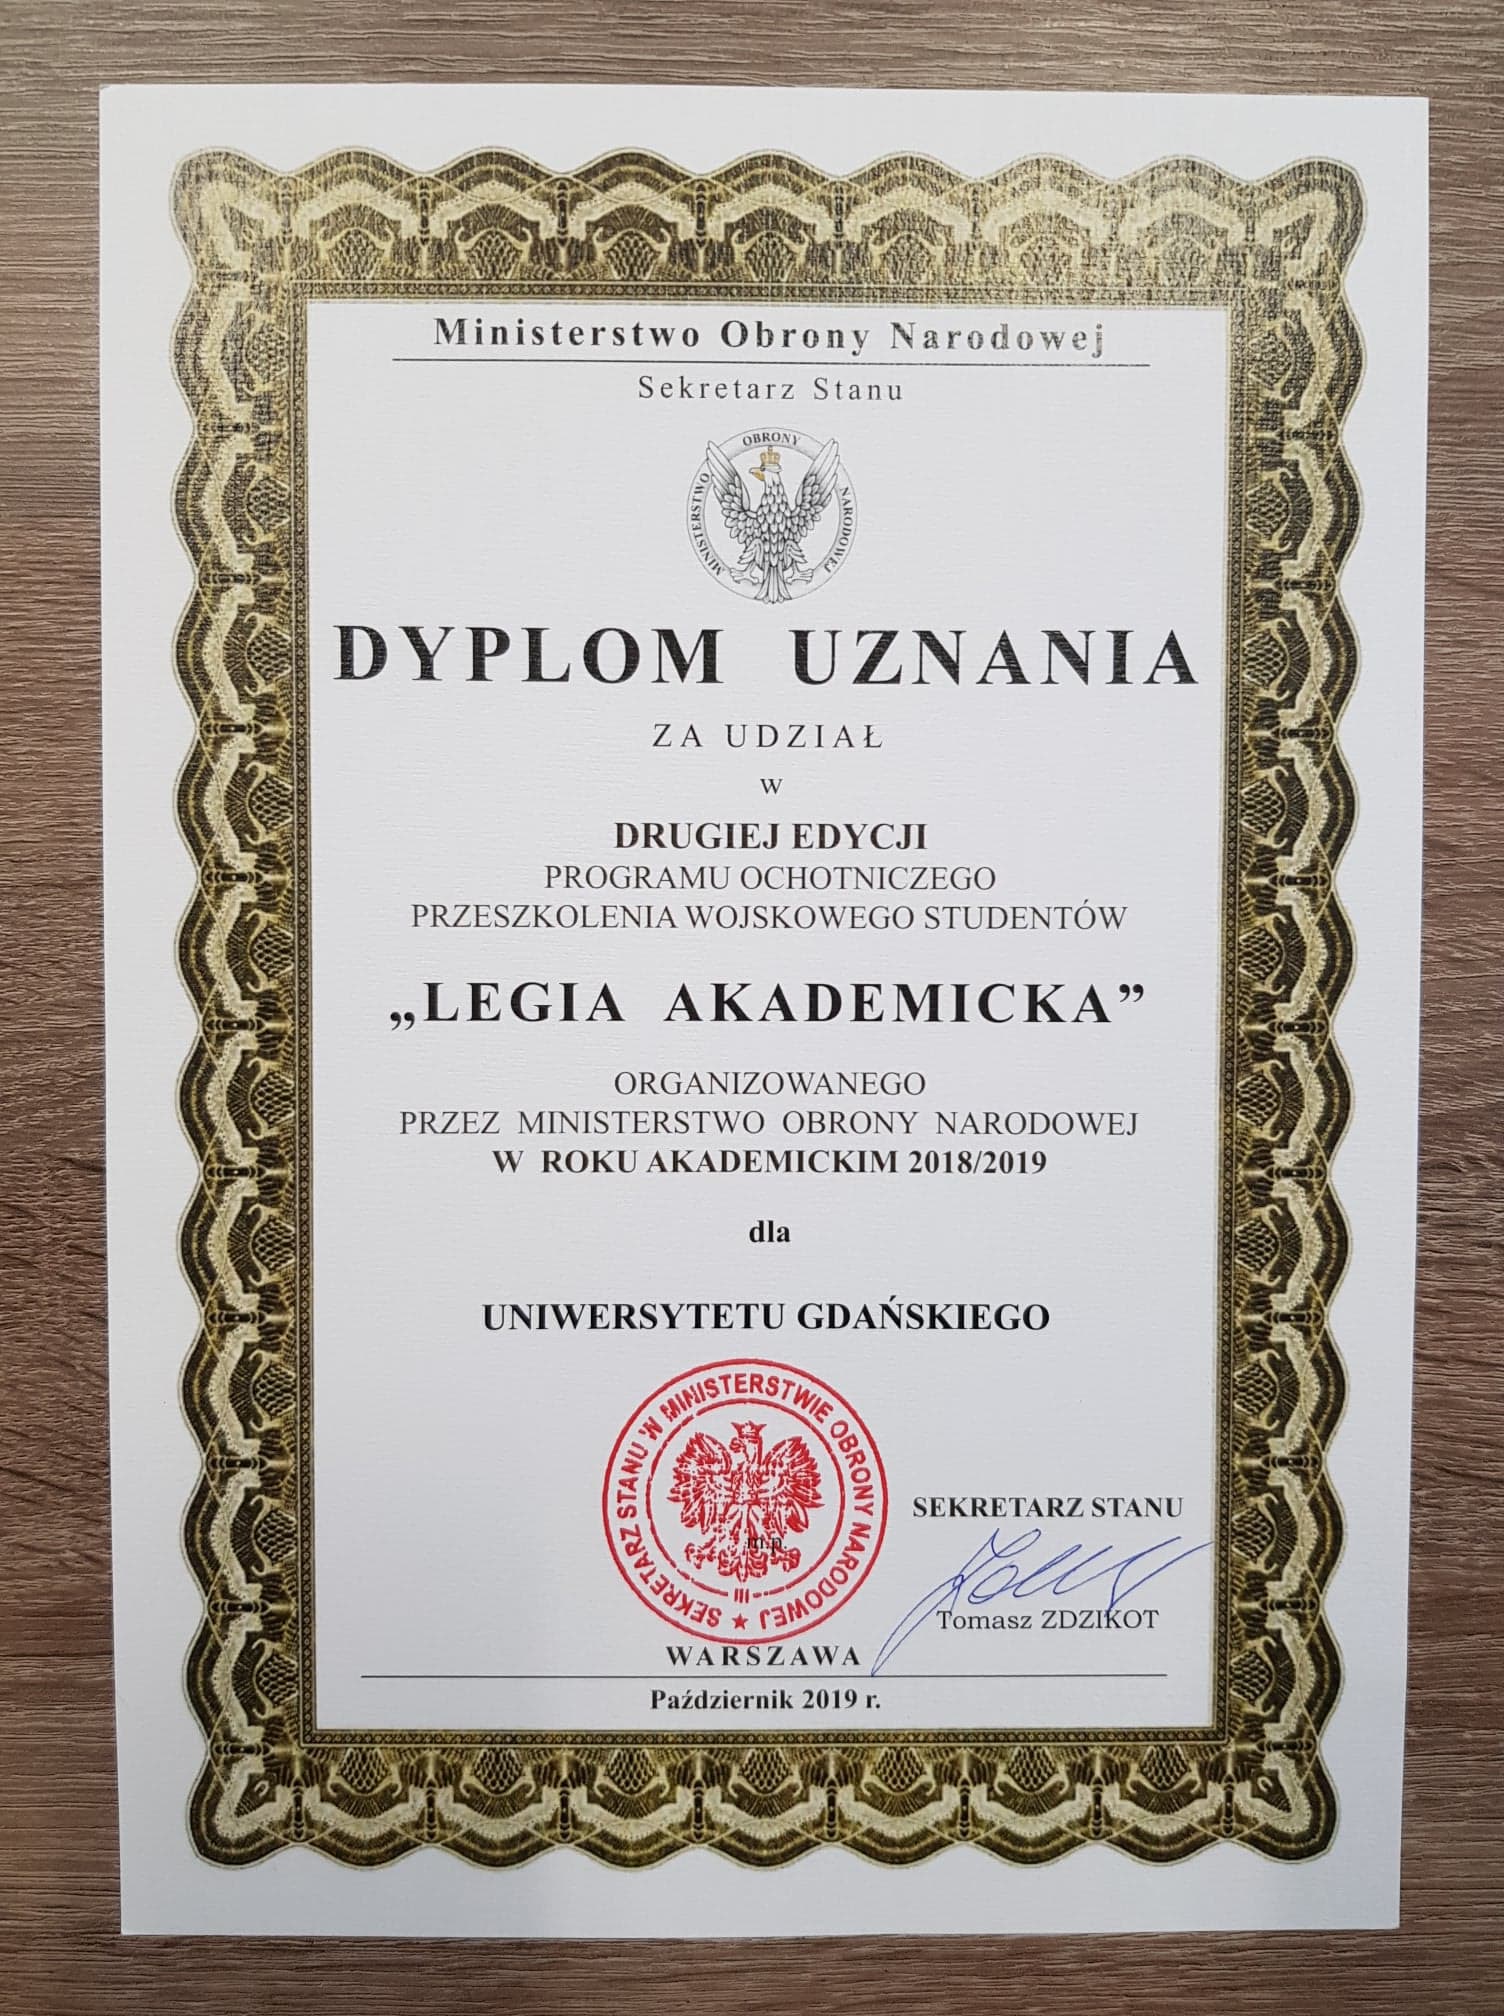 Ministerstwo Obrony Narodowej
Sekretarz Stanu
MINISTERSTWO OBRONY NARODOWEJ
DYPLOM UZNANIA
ZA UDZIAŁ
w
DRUGIEJ EDYCJI
PROGRAMU OCHOTNICZEGO
PRZESZKOLENIA WOJSKOWEGO STUDENTÓW
„LEGIA AKADEMICKA”
ORGANIZOWANEGO
PRZEZ MINISTERSTWO OBRONY NARODOWEJ
W ROKU AKADEMICKIM 2018/2019
dla
UNIWERSYTETU GDAŃSKIEGO
SEKRETARZ STANU W MINISTERSTWIE OBRONY NARODOWEJ
m.p.
III
SEKRETARZ STANU
Tomasz ZDZIKOT
WARSZAWA
Październik 2019 r.